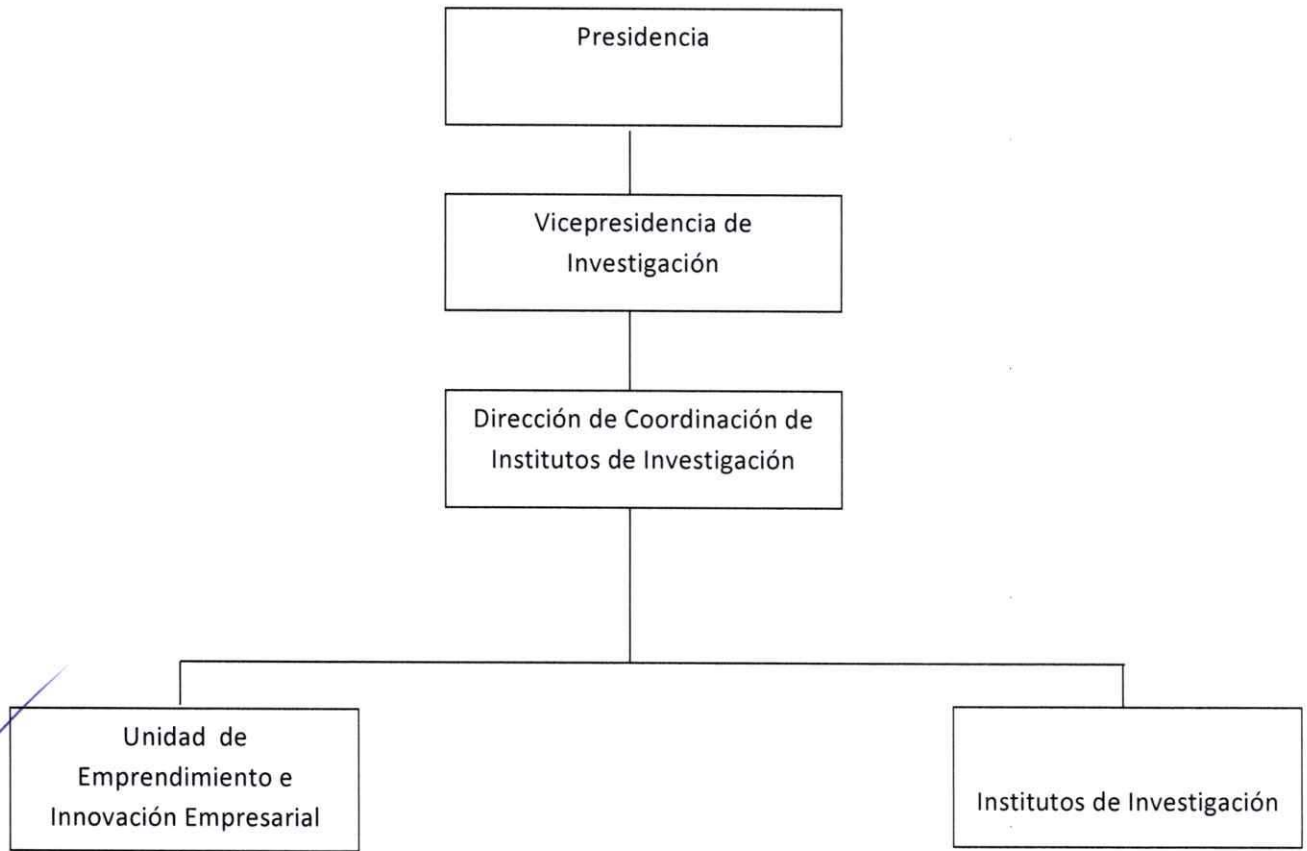 Presidencia
Vicepresidencia de
Investigación
Dirección de Coordinación de
Institutos de Investigación
Unidad de
Emprendimiento e
Innovación Empresarial
Institutos de Investigación